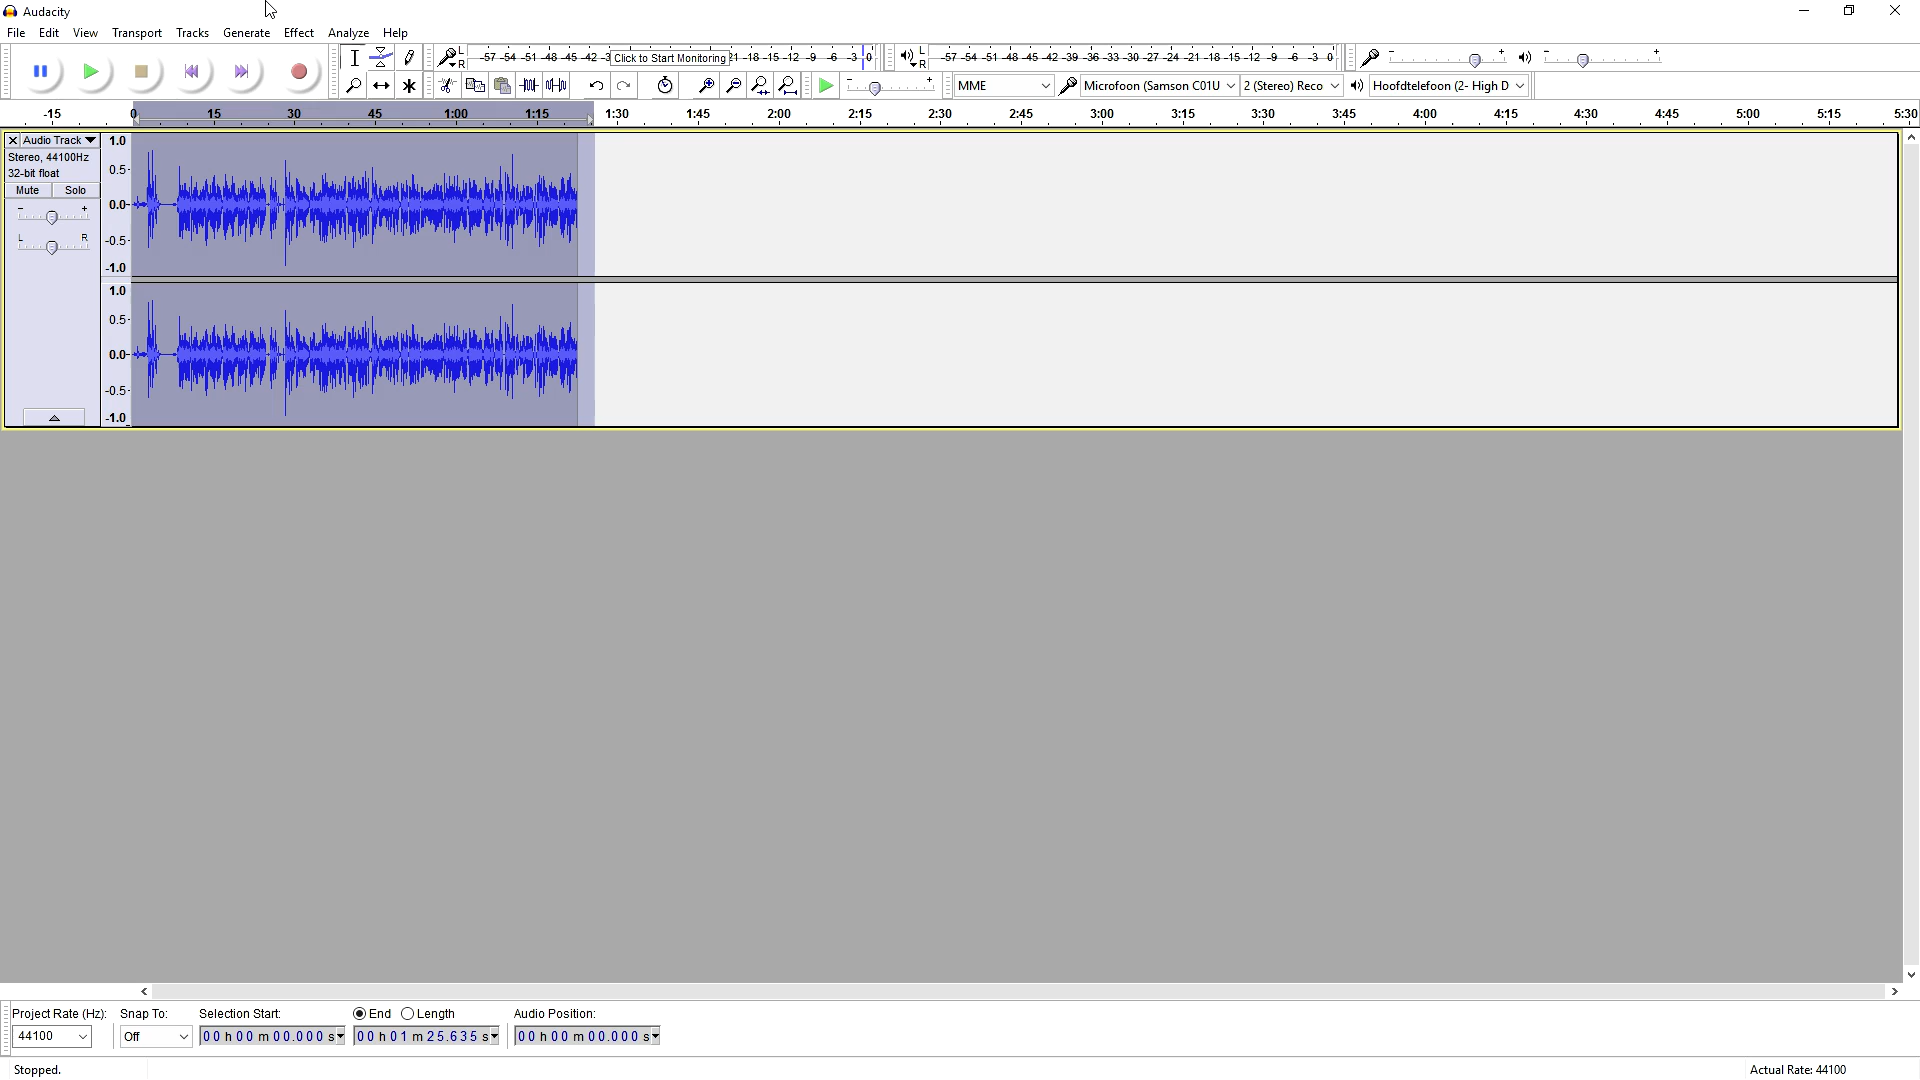 Audacity
File Edit View Transport Tracks Generate Effect Analyze Help
L R -57 -54 -51 -48 -45 -42 -3 Click to Start Monitoring 21 -18 -15 -12 -9 -6 -3 0
L R -57 -54 -51 -48 -45 -42 -39 -36 -33 -30 -27 -24 -21 -18 -15 -12 -9 -6 -3 0
- + - +
- + MME Microfoon (Samson C01U 2 (Stereo) Reco Hoofdtelefoon (2- High D
-15 0 15 30 45 1:00 1:15 1:30 1:45 2:00 2:15 2:30 2:45 3:00 3:15 3:30 3:45 4:00 4:15 4:30 4:45 5:00 5:15 5:30
Audio Track
Stereo, 44100Hz
32-bit float
Mute Solo
- +
L R
1.0
0.5
0.0
-0.5
-1.0
1.0
0.5
0.0
-0.5
-1.0
Project Rate (Hz): Snap To: Selection Start: End Length Audio Position:
44100 Off 00 h 00 m 00.000 s 00 h 01 m 25.635 s 00 h 00 m 00.000 s
Stopped. Actual Rate: 44100